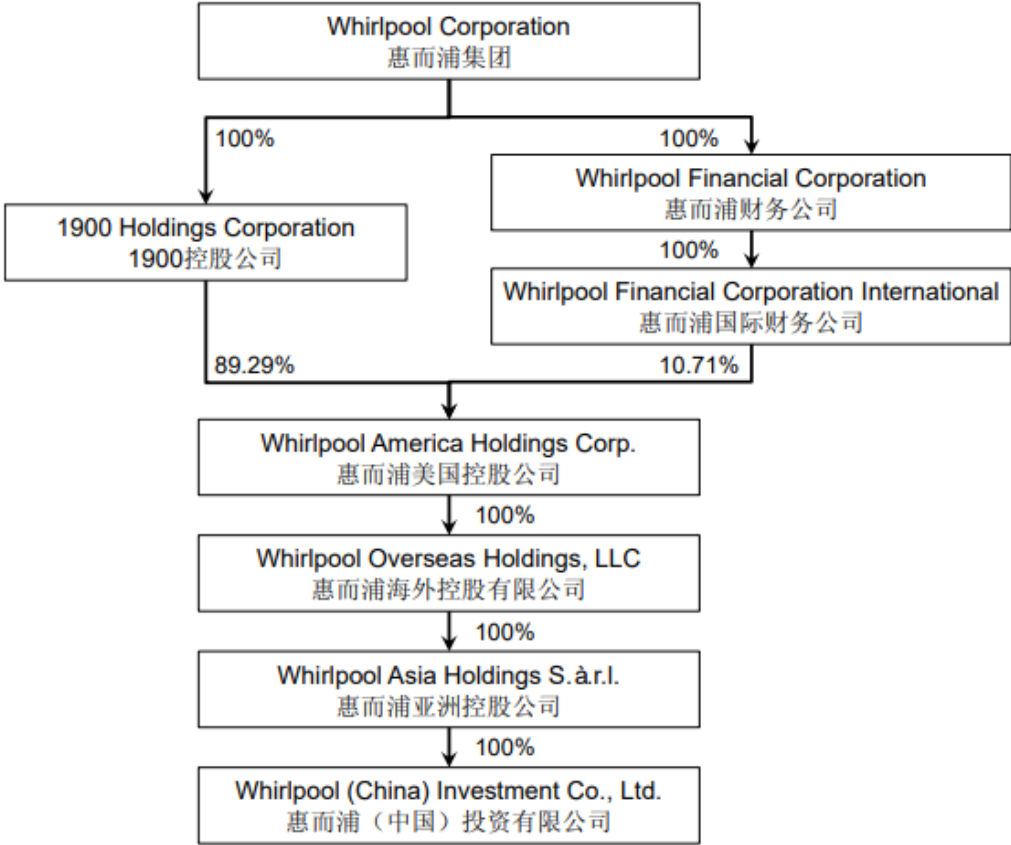 Whirlpool Corporation
惠而浦集团
100%
100%
Whirlpool Financial Corporation
惠而浦财务公司
1900 Holdings Corporation
1900控股公司
100%
Whirlpool Financial Corporation International
惠而浦国际财务公司
89.29%
10.71%
Whirlpool America Holdings Corp.
惠而浦美国控股公司
100%
Whirlpool Overseas Holdings, LLC
惠而浦海外控股有限公司
100%
Whirlpool Asia Holdings S.à.r.l.
惠而浦亚洲控股公司
100%
Whirlpool (China) Investment Co., Ltd.
惠而浦（中国）投资有限公司